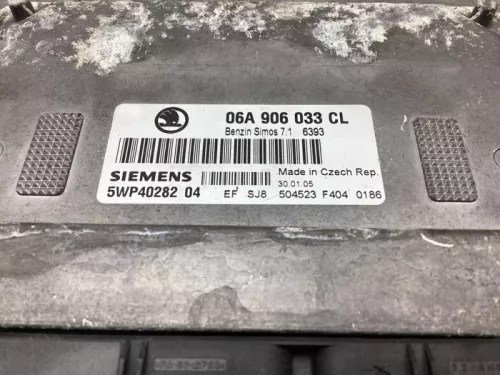 06A 906 033 CL
Benzin Simos 7.1 6393
SIEMENS Made in Czech Rep.
30.01.05
5WP40282 04 EF SJ8 504523 F404 0186